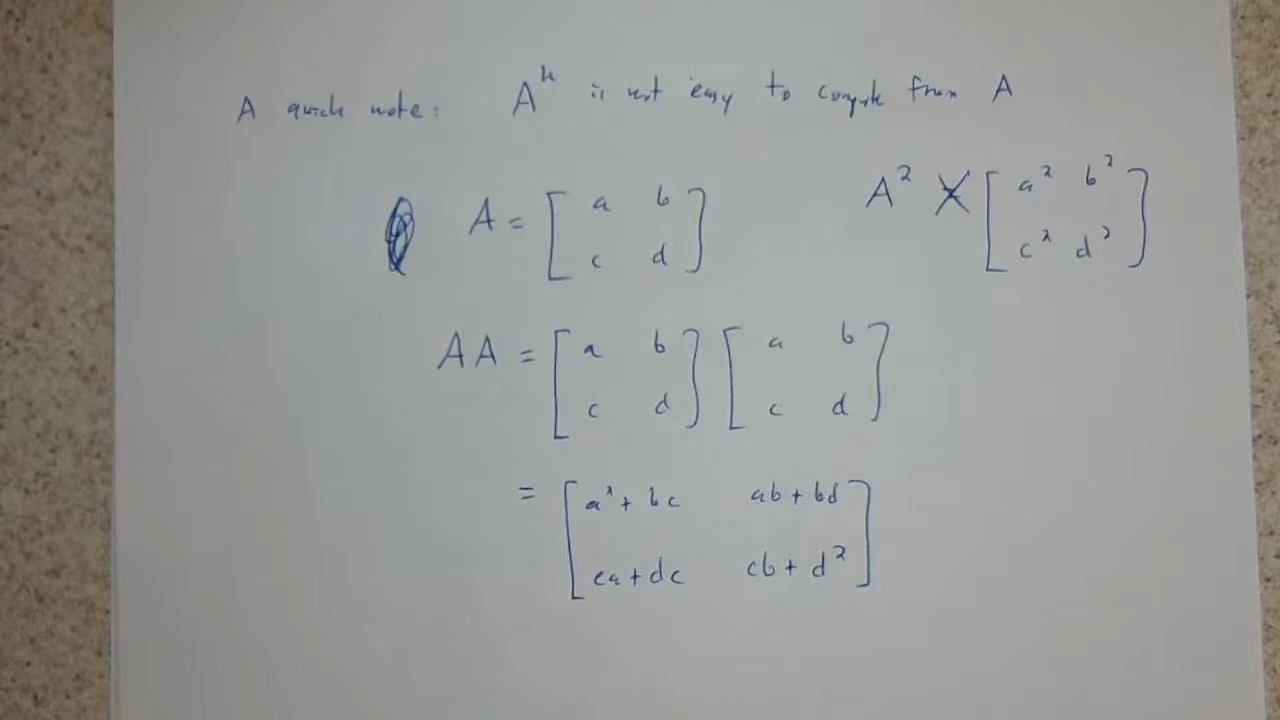 A quick note: A^k is not easy to compute from A
A = [ a b
c d ]
A^2 ≠ [ a^2 b^2
c^2 d^2 ]
AA = [ a b
c d ] [ a b
c d ]
= [ a^2 + bc ab + bd
ca + dc cb + d^2 ]